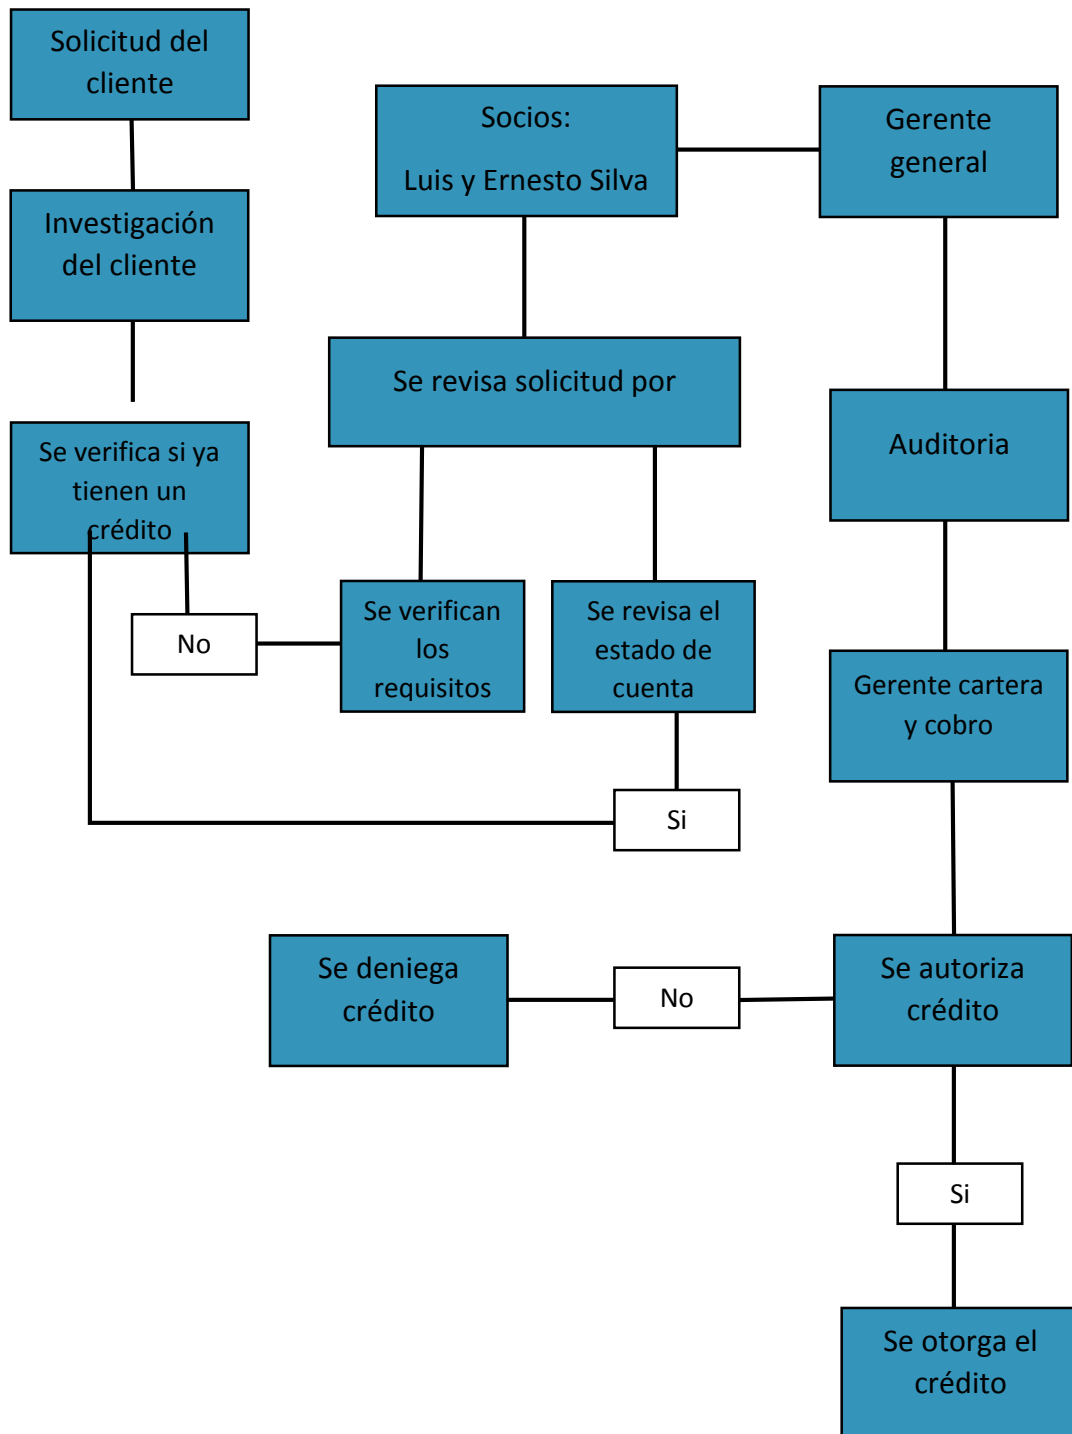 Solicitud del
cliente
Investigación
del cliente
Se verifica si ya
tienen un
crédito
No
Socios:
Luis y Ernesto Silva
Se revisa solicitud por
Se verifican
los
requisitos
Se revisa el
estado de
cuenta
Si
Gerente
general
Auditoria
Gerente cartera
y cobro
Se autoriza
crédito
No
Se deniega
crédito
Si
Se otorga el
crédito